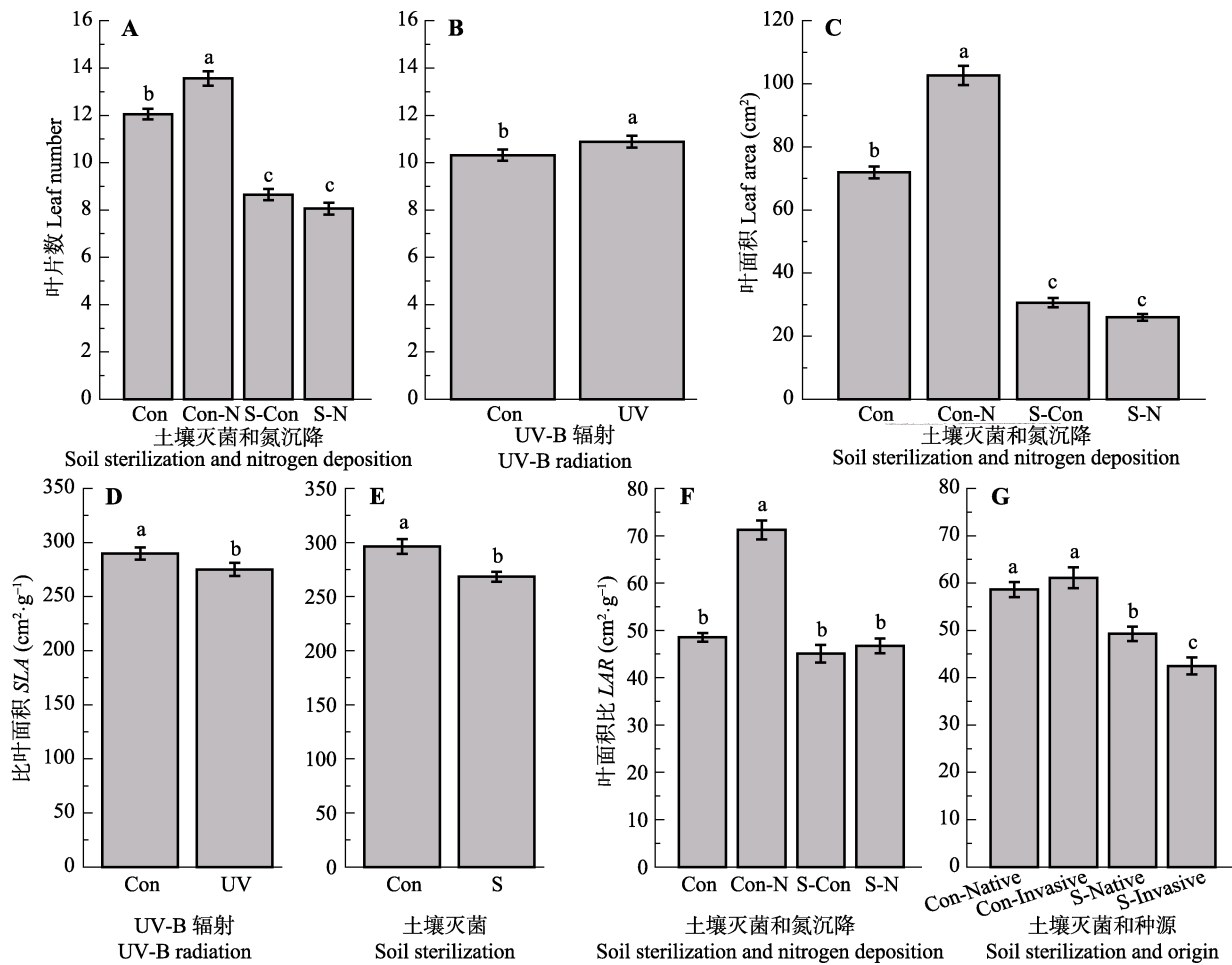 A
16
14
12
10
8
6
4
2
0
叶片数 Leaf number
b
a
c
c
Con
Con-N
S-Con
S-N
土壤灭菌和氮沉降
Soil sterilization and nitrogen deposition
B
16
14
12
10
8
6
4
2
0
b
a
Con
UV
UV-B 辐射
UV-B radiation
C
120
100
80
60
40
20
0
叶面积 Leaf area (cm²)
b
a
c
c
Con
Con-N
S-Con
S-N
土壤灭菌和氮沉降
Soil sterilization and nitrogen deposition
D
350
300
250
200
150
100
50
0
比叶面积 SLA (cm²·g⁻¹)
a
b
Con
UV
UV-B 辐射
UV-B radiation
E
350
300
250
200
150
100
50
0
a
b
Con
S
土壤灭菌
Soil sterilization
F
80
70
60
50
40
30
20
10
0
叶面积比 LAR (cm²·g⁻¹)
b
a
b
b
Con
Con-N
S-Con
S-N
土壤灭菌和氮沉降
Soil sterilization and nitrogen deposition
G
80
70
60
50
40
30
20
10
0
a
a
b
c
Con-Native
Con-Invasive
S-Native
S-Invasive
土壤灭菌和种源
Soil sterilization and origin